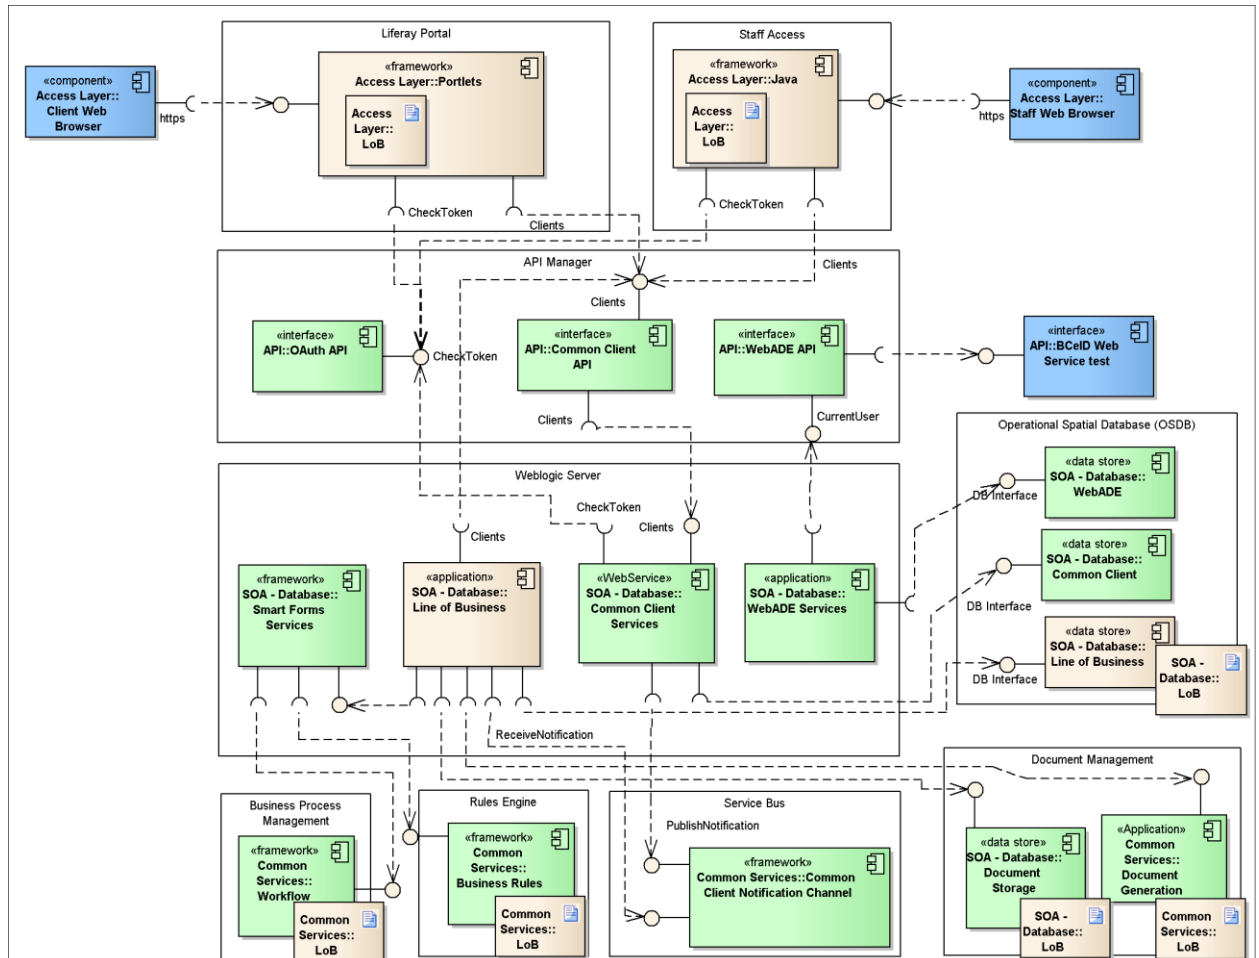 Liferay Portal
Staff Access
«component»
Access Layer::
Client Web
Browser
https
«framework»
Access Layer::Portlets
Access
Layer::
LoB
CheckToken
Clients
«framework»
Access Layer::Java
Access
Layer::
LoB
CheckToken
Clients
«component»
Access Layer::
Staff Web Browser
https
API Manager
Clients
«interface»
API::OAuth API
CheckToken
«interface»
API::Common Client
API
Clients
«interface»
API::WebADE API
CurrentUser
«interface»
API::BCeID Web
Service test
Operational Spatial Database (OSDB)
«data store»
SOA - Database::
WebADE
DB Interface
«data store»
SOA - Database::
Common Client
DB Interface
«data store»
SOA - Database::
Line of Business
DB Interface
SOA -
Database::
LoB
Weblogic Server
CheckToken
Clients
Clients
«framework»
SOA - Database::
Smart Forms
Services
«application»
SOA - Database::
Line of Business
«WebService»
SOA - Database::
Common Client
Services
«application»
SOA - Database::
WebADE Services
ReceiveNotification
Business Process
Management
«framework»
Common
Services::
Workflow
Common
Services::
LoB
Rules Engine
«framework»
Common
Services::
Business Rules
Common
Services::
LoB
Service Bus
PublishNotification
«framework»
Common Services::Common
Client Notification Channel
Document Management
«data store»
SOA - Database::
Document
Storage
SOA -
Database::
LoB
«Application»
Common
Services::
Document
Generation
Common
Services::
LoB